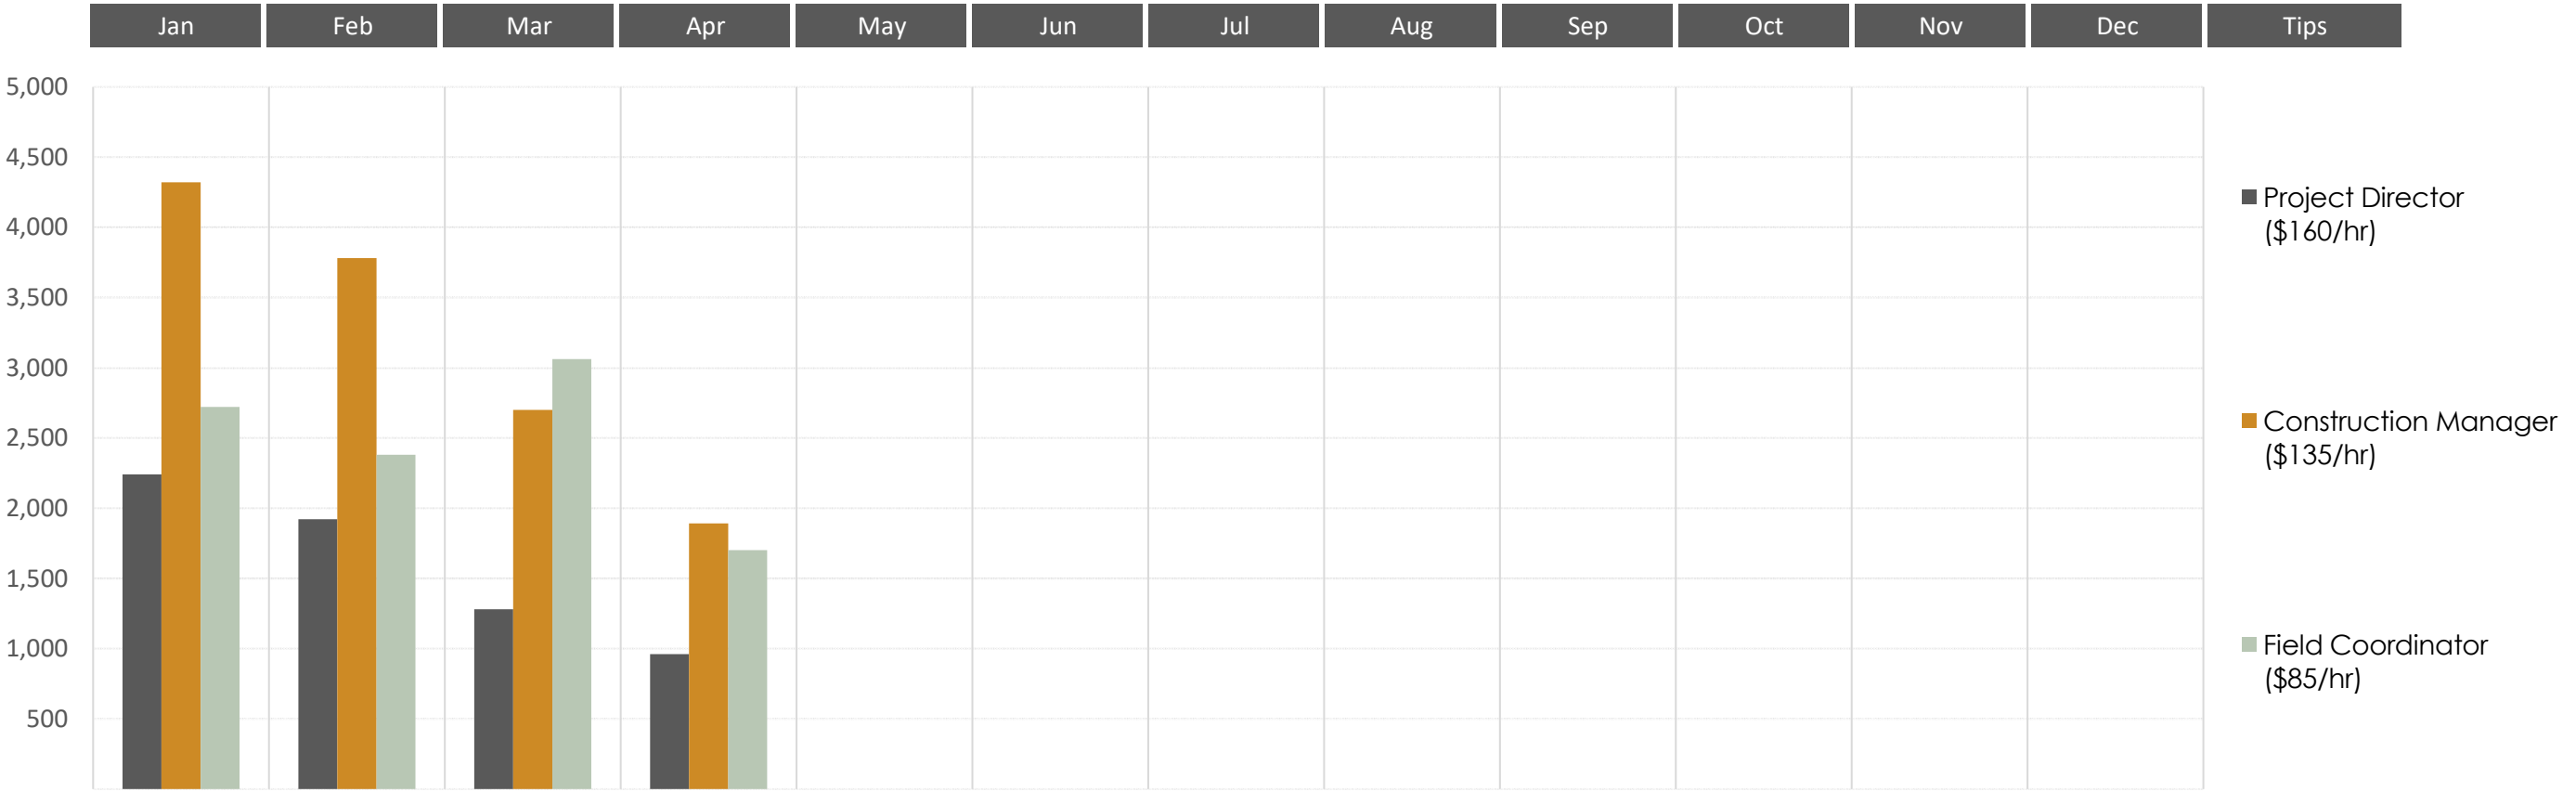 Jan Feb Mar Apr May Jun Jul Aug Sep Oct Nov Dec Tips
5,000
4,500
4,000
3,500
3,000
2,500
2,000
1,500
1,000
500
Project Director
($160/hr)
Construction Manager
($135/hr)
Field Coordinator
($85/hr)